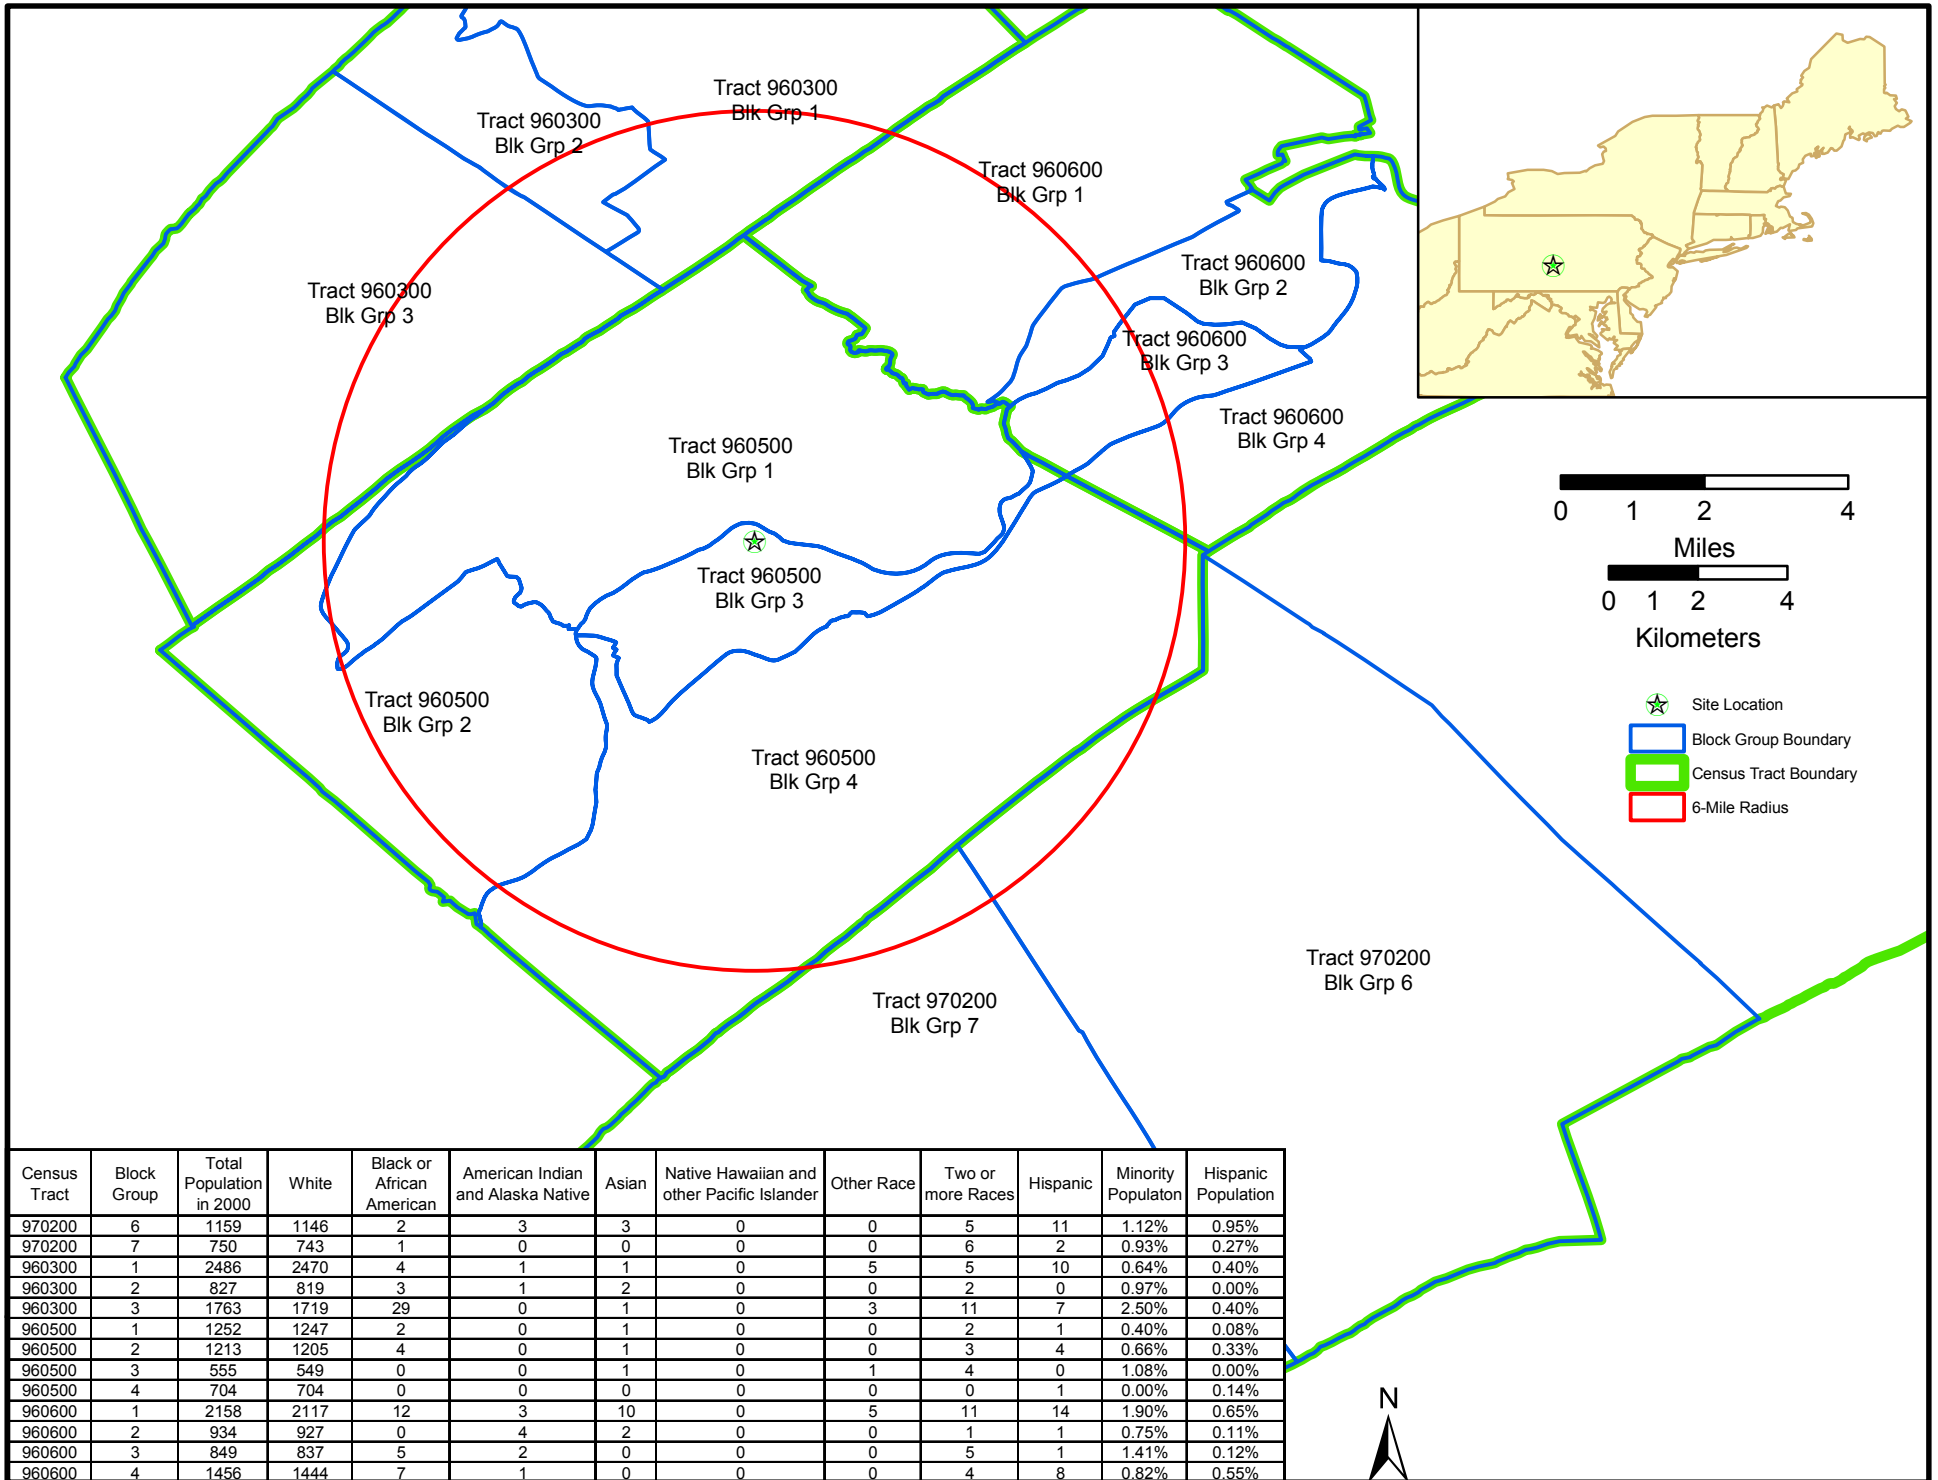 Tract 960300
Blk Grp 1
Tract 960300
Blk Grp 2
Tract 960600
Blk Grp 1
Tract 960300
Blk Grp 3
Tract 960600
Blk Grp 2
Tract 960600
Blk Grp 3
Tract 960600
Blk Grp 4
Tract 960500
Blk Grp 1
Tract 960500
Blk Grp 3
Tract 960500
Blk Grp 2
Tract 960500
Blk Grp 4
Tract 970200
Blk Grp 6
Tract 970200
Blk Grp 7
0 1 2 4
Miles
0 1 2 4
Kilometers
Site Location
Block Group Boundary
Census Tract Boundary
6-Mile Radius
N
Census Tract Block Group Total Population in 2000 White Black or African American American Indian and Alaska Native Asian Native Hawaiian and other Pacific Islander Other Race Two or more Races Hispanic Minority Populaton Hispanic Population
970200 6 1159 1146 2 3 3 0 0 5 11 1.12% 0.95%
970200 7 750 743 1 0 0 0 0 6 2 0.93% 0.27%
960300 1 2486 2470 4 1 1 0 5 5 10 0.64% 0.40%
960300 2 827 819 3 1 2 0 0 2 0 0.97% 0.00%
960300 3 1763 1719 29 0 1 0 3 11 7 2.50% 0.40%
960500 1 1252 1247 2 0 1 0 0 2 1 0.40% 0.08%
960500 2 1213 1205 4 0 1 0 0 3 4 0.66% 0.33%
960500 3 555 549 0 0 1 0 1 4 0 1.08% 0.00%
960500 4 704 704 0 0 0 0 0 0 1 0.00% 0.14%
960600 1 2158 2117 12 3 10 0 5 11 14 1.90% 0.65%
960600 2 934 927 0 4 2 0 0 1 1 0.75% 0.11%
960600 3 849 837 5 2 0 0 0 5 1 1.41% 0.12%
960600 4 1456 1444 7 1 0 0 0 4 8 0.82% 0.55%